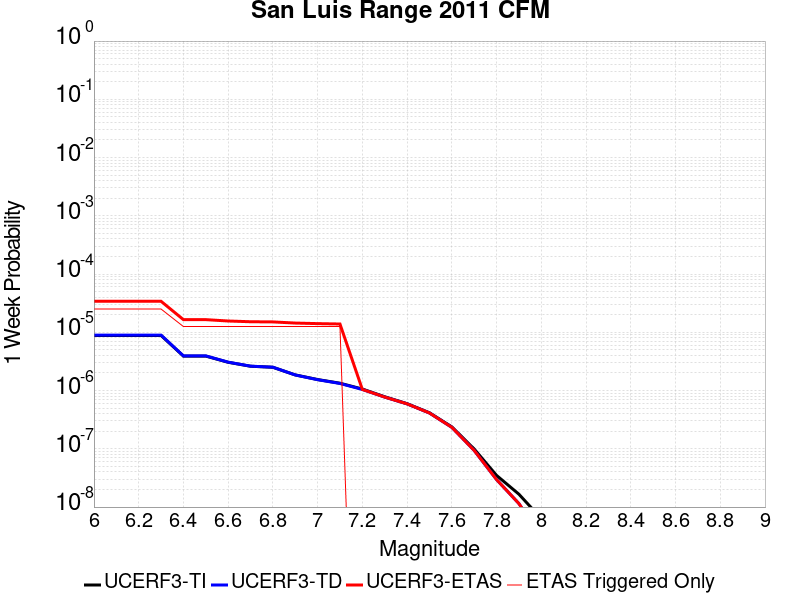 San Luis Range 2011 CFM
10 0
10 -1
10 -2
10 -3
10 -4
10 -5
10 -6
10 -7
10 -8
1 Week Probability
6 6.2 6.4 6.6 6.8 7 7.2 7.4 7.6 7.8 8 8.2 8.4 8.6 8.8 9
Magnitude
UCERF3-TI UCERF3-TD UCERF3-ETAS ETAS Triggered Only